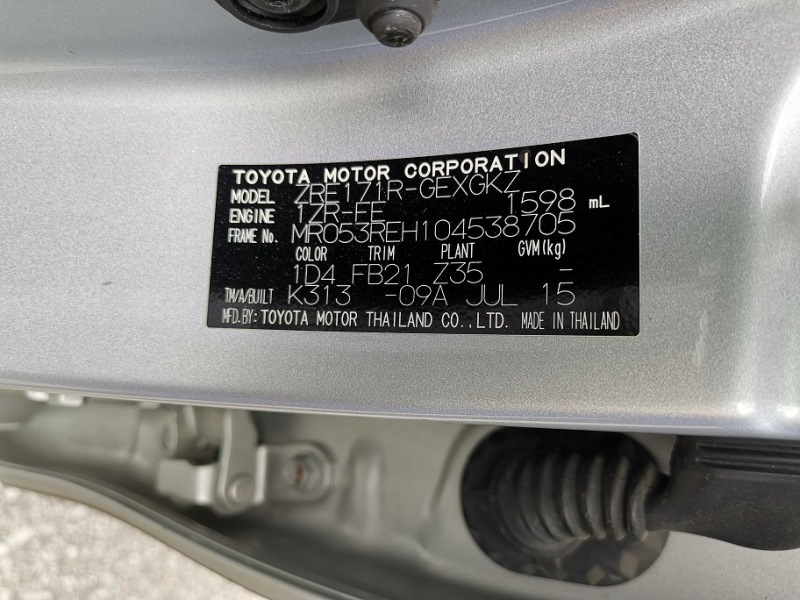 TOYOTA MOTOR CORPORATION
MODEL ZRE171R-GEXGKZ
ENGINE 1ZR-FE 1598 mL
FRAME No. MR053REH104538705
COLOR TRIM PLANT GVM(kg)
1D4 FB21 Z35 -
TM/A/BUILT K313 -09A JUL 15
MFD.BY: TOYOTA MOTOR THAILAND CO.,LTD. MADE IN THAILAND